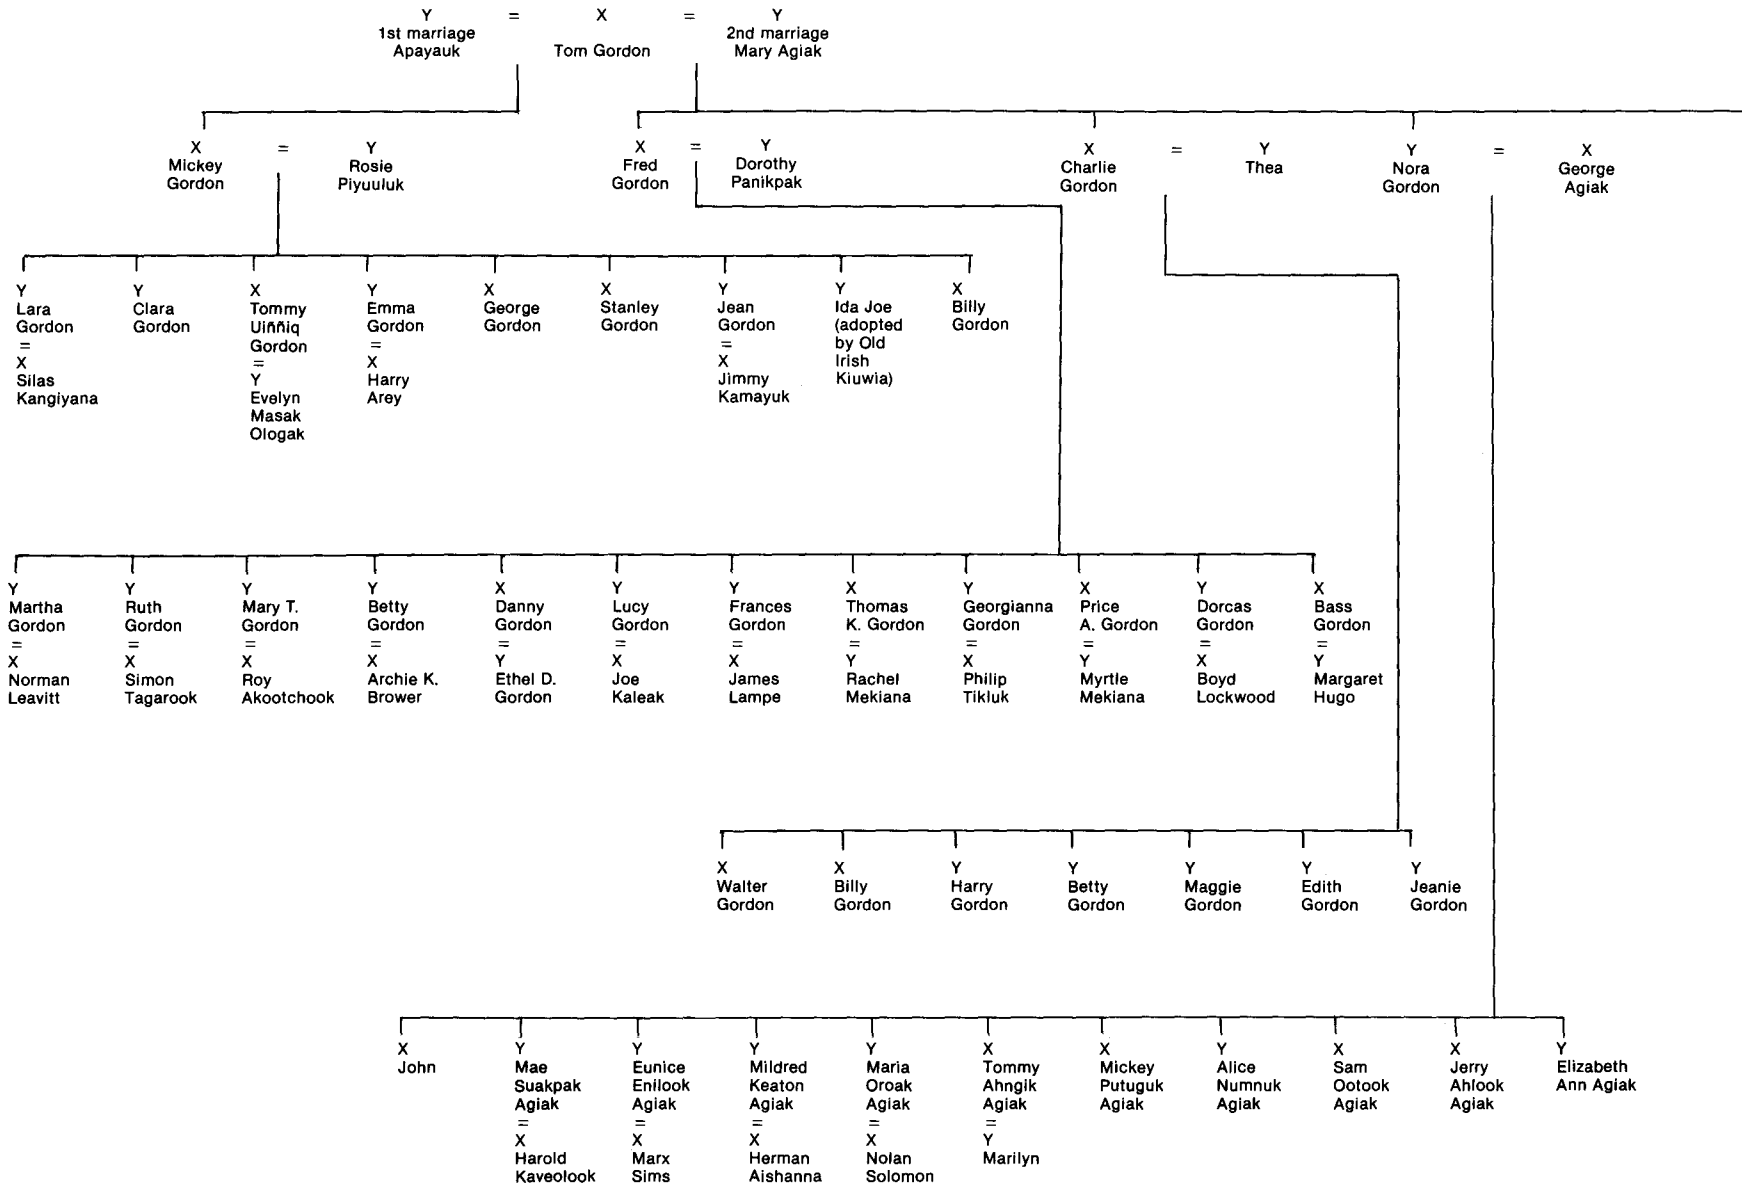 Y = X = Y
1st marriage 2nd marriage
Apayauk Tom Gordon Mary Agiak
X = Y
Mickey Rosie
Gordon Piyuuluk
X = Y
Fred Dorothy
Gordon Panikpak
X = Y
Charlie Thea
Gordon
Y = X
Nora George
Gordon Agiak
Y
Lara
Gordon
=
X
Silas
Kangiyana
Y
Clara
Gordon
X
Tommy
Uiññiq
Gordon
=
Y
Evelyn
Masak
Ologak
Y
Emma
Gordon
=
X
Harry
Arey
X
George
Gordon
X
Stanley
Gordon
Y
Jean
Gordon
=
X
Jimmy
Kamayuk
Y
Ida Joe
(adopted
by Old
Irish
Kiuwia)
X
Billy
Gordon
Y
Martha
Gordon
=
X
Norman
Leavitt
Y
Ruth
Gordon
=
X
Simon
Tagarook
Y
Mary T.
Gordon
=
X
Roy
Akootchook
Y
Betty
Gordon
=
X
Archie K.
Brower
X
Danny
Gordon
=
Y
Ethel D.
Gordon
Y
Lucy
Gordon
=
X
Joe
Kaleak
Y
Frances
Gordon
=
X
James
Lampe
X
Thomas
K. Gordon
=
Y
Rachel
Mekiana
Y
Georgianna
Gordon
=
X
Philip
Tikluk
X
Price
A. Gordon
=
Y
Myrtle
Mekiana
Y
Dorcas
Gordon
=
X
Boyd
Lockwood
X
Bass
Gordon
=
Y
Margaret
Hugo
X
Walter
Gordon
X
Billy
Gordon
Y
Harry
Gordon
Y
Betty
Gordon
Y
Maggie
Gordon
Y
Edith
Gordon
Y
Jeanie
Gordon
X
John
Y
Mae
Suakpak
Agiak
=
X
Harold
Kaveolook
Y
Eunice
Enilook
Agiak
=
X
Marx
Sims
Y
Mildred
Keaton
Agiak
=
X
Herman
Aishanna
Y
Maria
Oroak
Agiak
=
X
Nolan
Solomon
X
Tommy
Ahngik
Agiak
=
Y
Marilyn
X
Mickey
Putuguk
Agiak
Y
Alice
Numnuk
Agiak
X
Sam
Ootook
Agiak
X
Jerry
Ahlook
Agiak
Y
Elizabeth
Ann Agiak